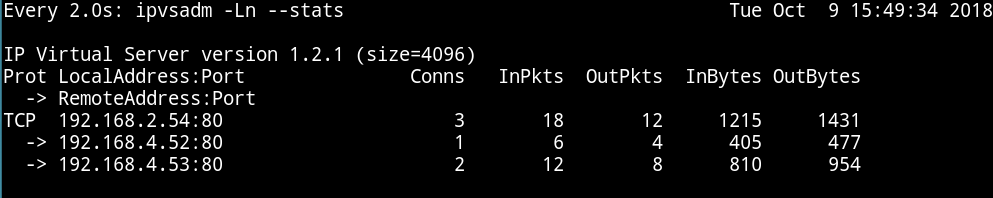 Every 2.0s: ipvsadm -Ln --stats Tue Oct  9 15:49:34 2018
IP Virtual Server version 1.2.1 (size=4096)
Prot LocalAddress:Port Conns InPkts OutPkts InBytes OutBytes
-> RemoteAddress:Port
TCP 192.168.2.54:80 3 18 12 1215 1431
-> 192.168.4.52:80 1 6 4 405 477
-> 192.168.4.53:80 2 12 8 810 954